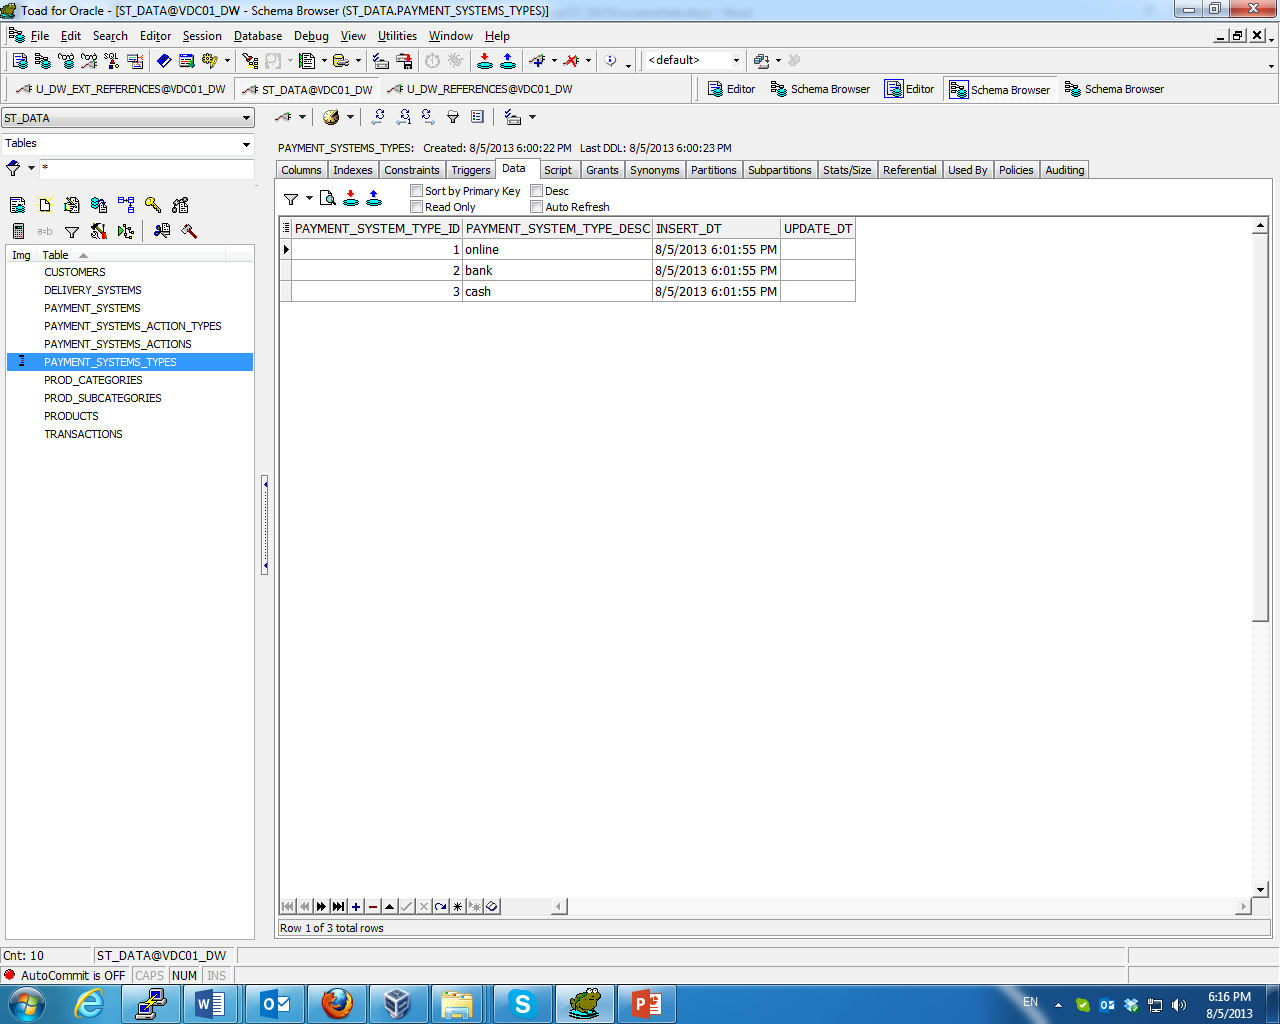 Toad for Oracle - [ST_DATA@VDC01_DW - Schema Browser (ST_DATA.PAYMENT_SYSTEMS_TYPES)]
File Edit Search Editor Session Database Debug View Utilities Window Help
<default>
U_DW_EXT_REFERENCES@VDC01_DW ST_DATA@VDC01_DW U_DW_REFERENCES@VDC01_DW Editor Schema Browser Editor Schema Browser Schema Browser
ST_DATA
Tables
*
Img Table
CUSTOMERS
DELIVERY_SYSTEMS
PAYMENT_SYSTEMS
PAYMENT_SYSTEMS_ACTION_TYPES
PAYMENT_SYSTEMS_ACTIONS
PAYMENT_SYSTEMS_TYPES
PROD_CATEGORIES
PROD_SUBCATEGORIES
PRODUCTS
TRANSACTIONS
PAYMENT_SYSTEMS_TYPES: Created: 8/5/2013 6:00:22 PM Last DDL: 8/5/2013 6:00:23 PM
Columns Indexes Constraints Triggers Data Script Grants Synonyms Partitions Subpartitions Stats/Size Referential Used By Policies Auditing
Sort by Primary Key Desc
Read Only Auto Refresh
PAYMENT_SYSTEM_TYPE_ID PAYMENT_SYSTEM_TYPE_DESC INSERT_DT UPDATE_DT
1 online 8/5/2013 6:01:55 PM
2 bank 8/5/2013 6:01:55 PM
3 cash 8/5/2013 6:01:55 PM
Row 1 of 3 total rows
Cnt: 10 ST_DATA@VDC01_DW
AutoCommit is OFF CAPS NUM INS
EN 6:16 PM
8/5/2013